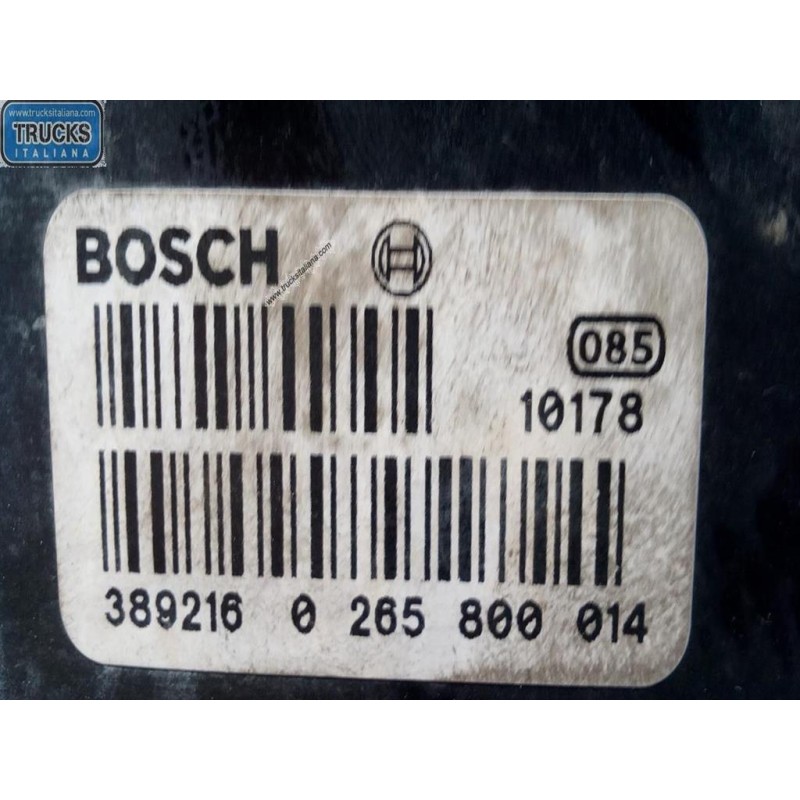 www.trucksitaliana.com
TRUCKS
ITALIANA
BOSCH
www.trucksitaliana.com
085
10178
389216 0 265 800 014